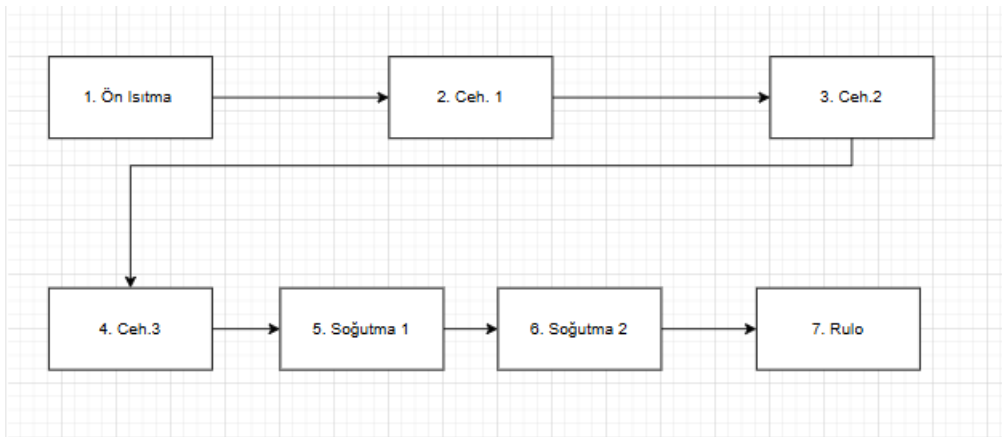 1. Ön Isıtma
2. Ceh. 1
3. Ceh.2
4. Ceh.3
5. Soğutma 1
6. Soğutma 2
7. Rulo